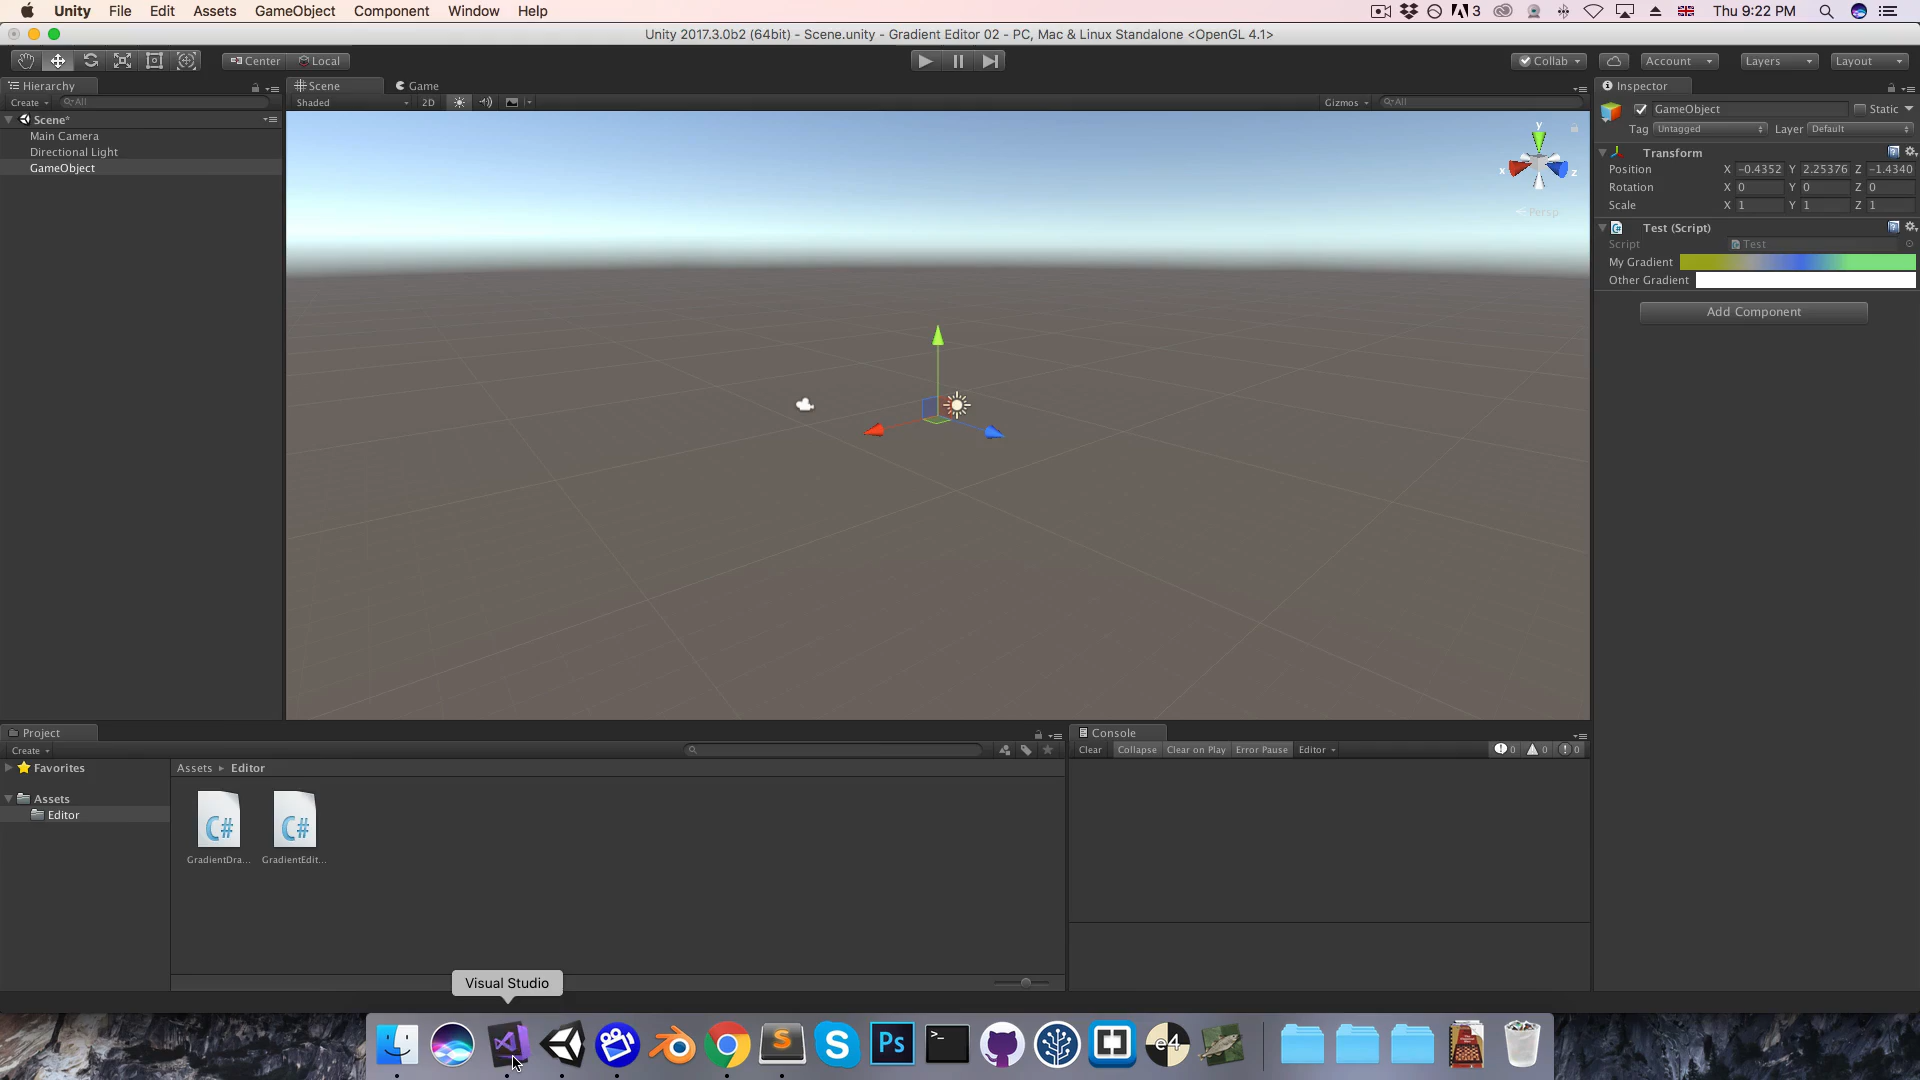 Unity File Edit Assets GameObject Component Window Help 3 Thu 9:22 PM
Unity 2017.3.0b2 (64bit) - Scene.unity - Gradient Editor 02 - PC, Mac & Linux Standalone <OpenGL 4.1>
Center Local Collab Account Layers Layout
Hierarchy Scene Game Inspector
Create All Shaded 2D Gizmos All
GameObject Static
Scene*
Tag Untagged Layer Default
Main Camera
Directional Light
GameObject
y
x
z
Persp
Transform
Position X -0.4352 Y 2.25376 Z -1.4340
Rotation X 0 Y 0 Z 0
Scale X 1 Y 1 Z 1
C# Test (Script)
Script Test
My Gradient
Other Gradient
Add Component
Project Console
Create Clear Collapse Clear on Play Error Pause Editor 0 0 0
Favorites Assets Editor
Assets
Editor
C# C#
GradientDra... GradientEdit...
Visual Studio
S S Ps >_ e4